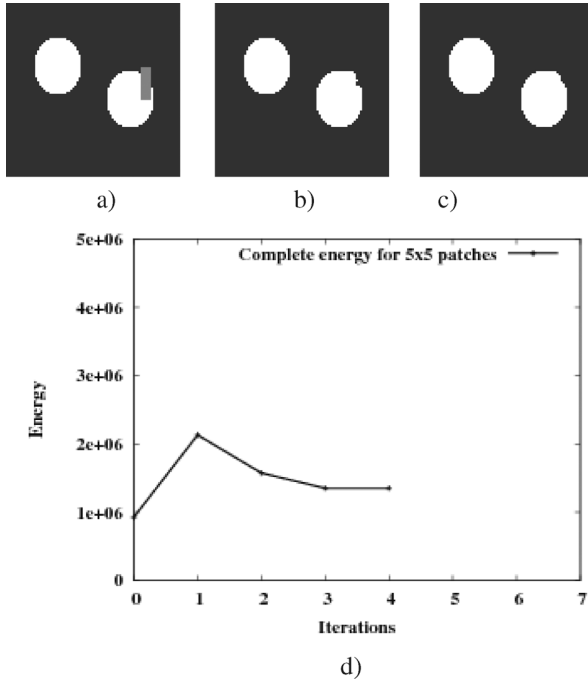 a)
b)
c)
5e+06
Complete energy for 5x5 patches
4e+06
3e+06
Energy
2e+06
1e+06
0
0 1 2 3 4 5 6 7
Iterations
d)